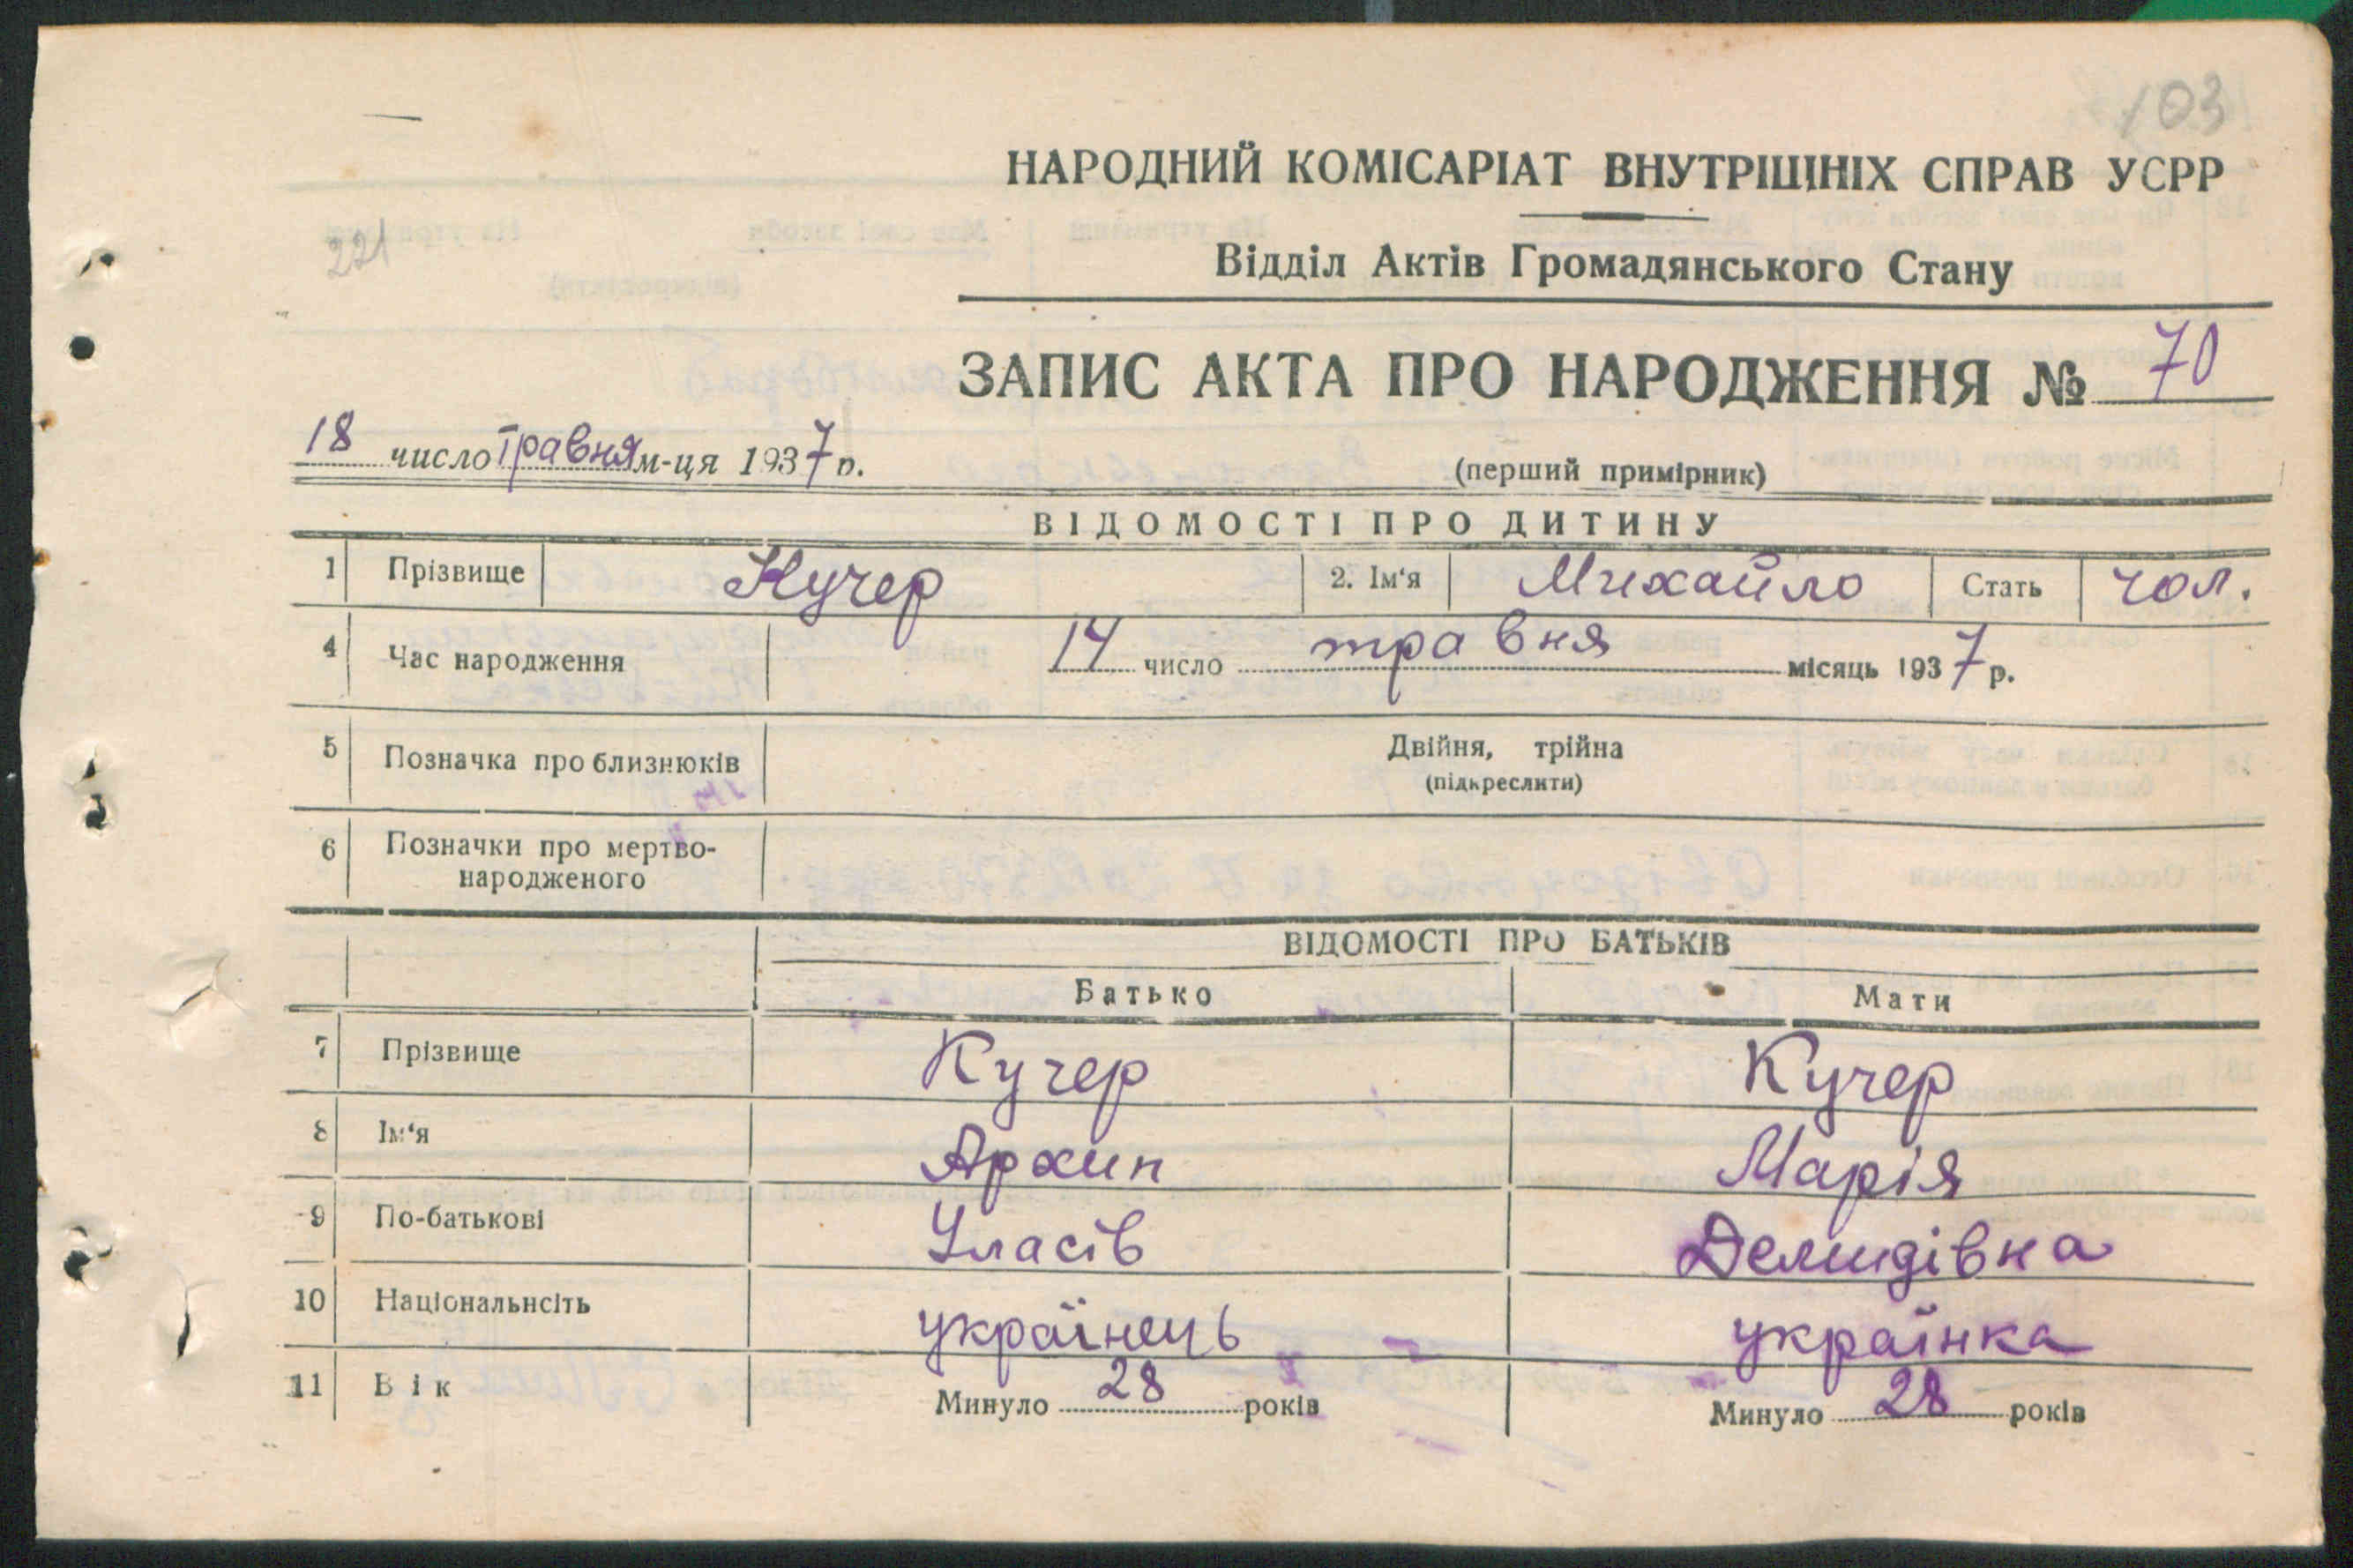 103
НАРОДНИЙ КОМІСАРІАТ ВНУТРІШНІХ СПРАВ УСРР
221
Відділ Актів Громадянського Стану
ЗАПИС АКТА ПРО НАРОДЖЕННЯ № 70
18 число травня м-ця 1937 р.
(перший примірник)
ВІДОМОСТІ ПРО ДИТИНУ
1 Прізвище Кучер 2. Ім‘я Михайло Стать чол.
4 Час народження 14 число травня місяць 1937 р.
5 Позначка про близнюків Двійня, трійна
(підкреслити)
6 Позначки про мертво-
народженого
ВІДОМОСТІ ПРО БАТЬКІВ
Батько Мати
7 Прізвище Кучер Кучер
8 Ім‘я Архип Марія
9 По-батькові Уласів Демидівна
10 Національнсіть українець українка
11 Вік Минуло 28 років Минуло 28 років